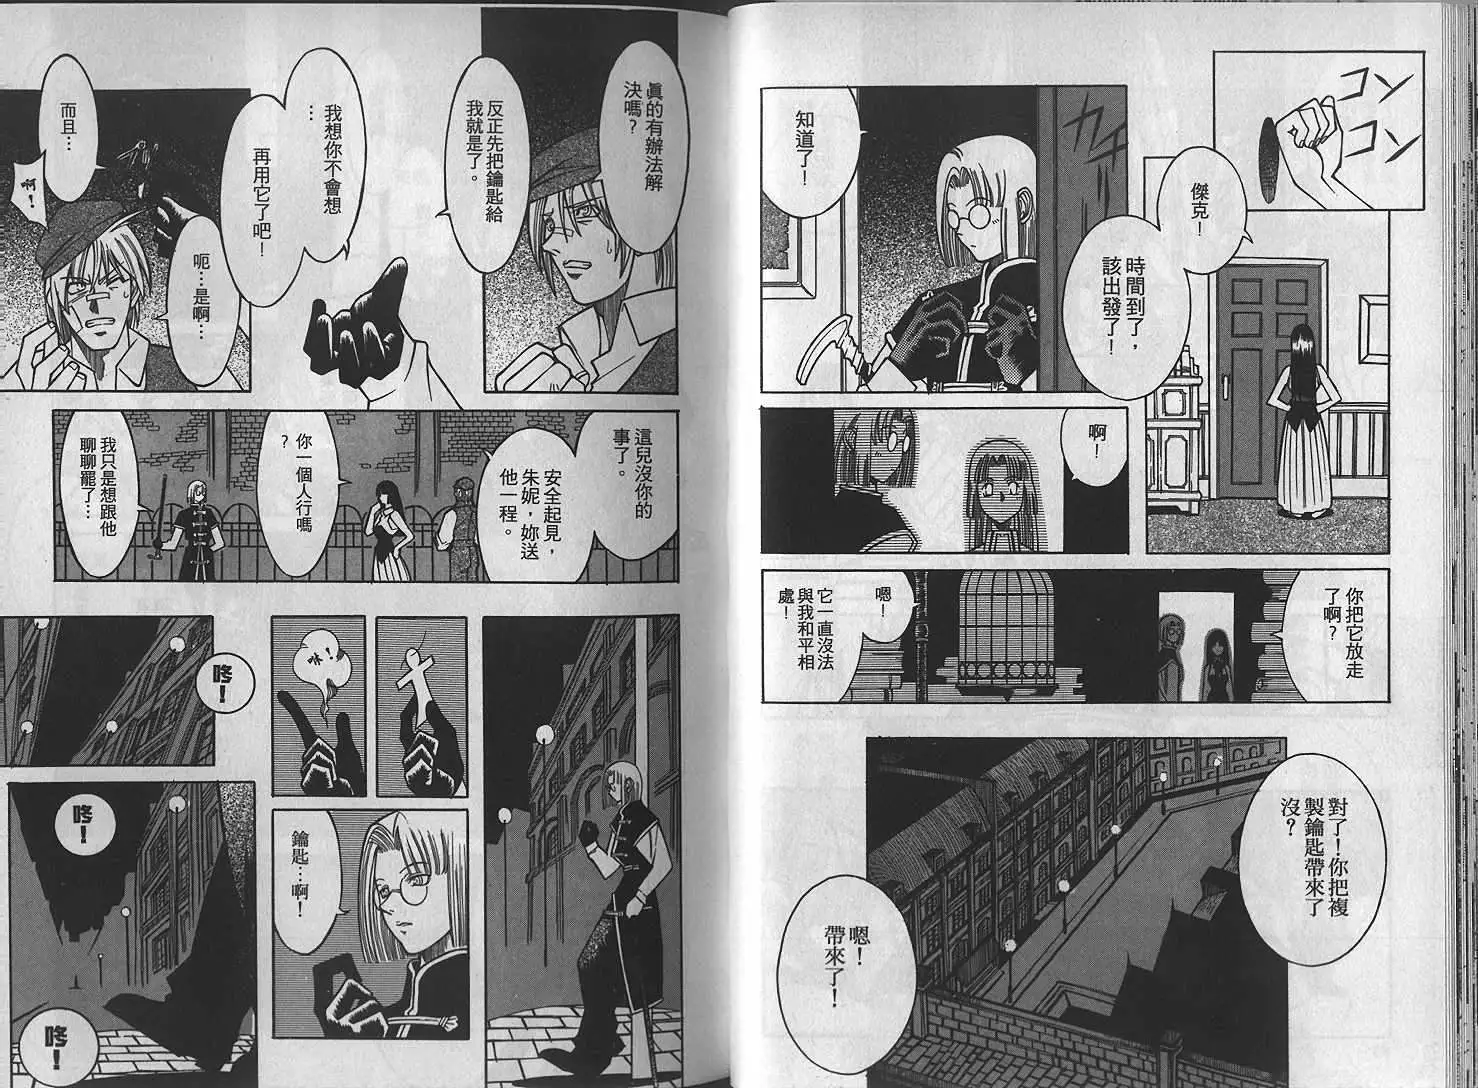 コン
コン
傑克！
時間到了，
該出發了！
ガチャ
知道了！
啊！
你把它放走
了啊？
嗯！
它一直沒法
與我和平相
處！
對了！你把複
製鑰匙帶來了
沒？
嗯！
帶來了！
真的有辦法解
決嗎？
反正先把鑰匙給
我就是了。
我想你不會想
…
再用它了吧！
呃…是啊…
而且…
啊！
這兒沒你的
事了。
安全起見，
朱妮，妳送
他一程。
你一個人行嗎
？
我只是想跟他
聊聊罷了…
咻！
鑰匙…啊！
咚！
咚！
咚！